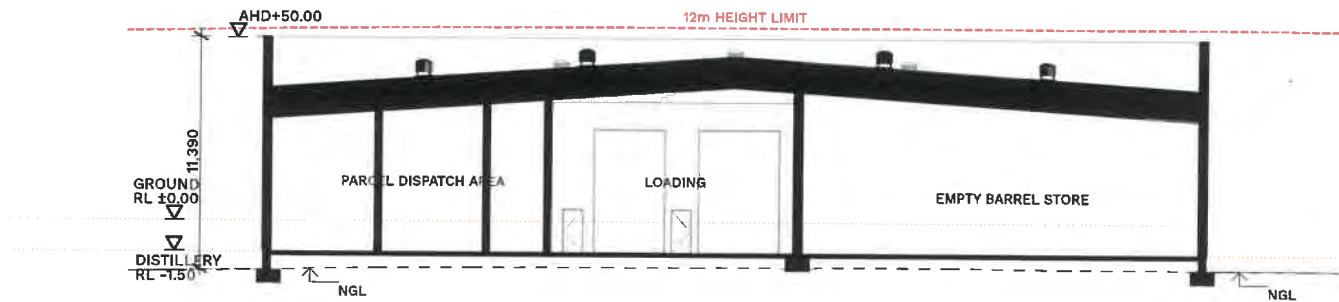 12m HEIGHT LIMIT
AHD+50.00
11,390
GROUND
RL ±0.00
PARCEL DISPATCH AREA
LOADING
EMPTY BARREL STORE
DISTILLERY
RL -1.50
NGL
NGL